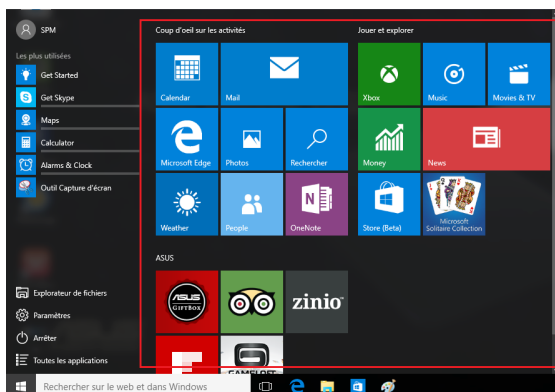 SPM
Les plus utilisées
Get Started
Get Skype
Maps
Calculator
Alarms & Clock
Outil Capture d'écran
Explorateur de fichiers
Paramètres
Arrêter
Toutes les applications
Coup d'oeil sur les activités
Calendar
Mail
Microsoft Edge
Photos
Rechercher
Weather
People
OneNote
Jouer et explorer
Xbox
Music
Movies & TV
Money
News
Store (Beta)
Microsoft
Solitaire Collection
ASUS
ASUS
GIFTBOX
zinio
GAMELOFT
Rechercher sur le web et dans Windows